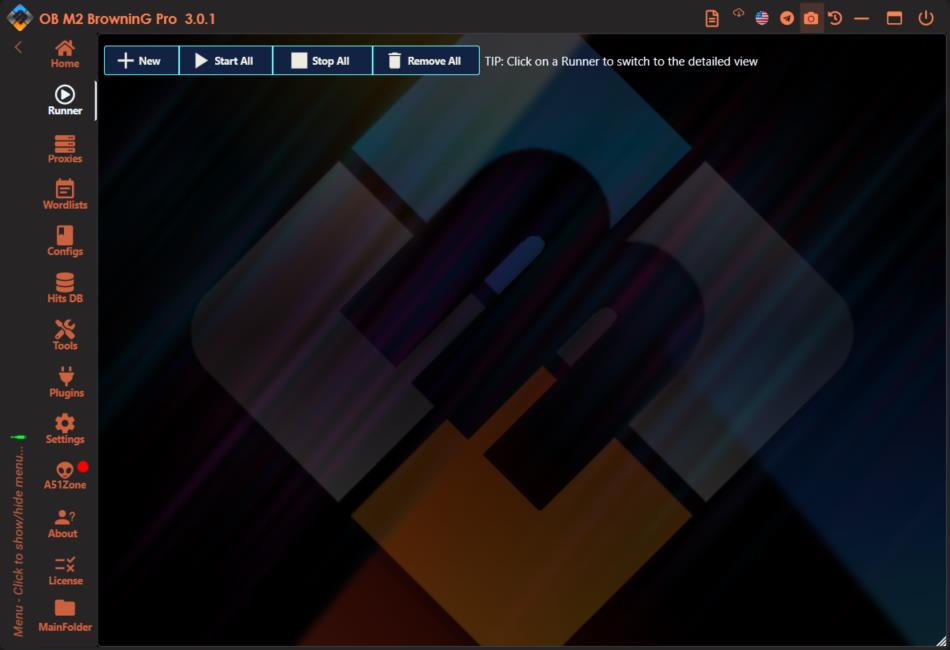 OB M2 BrowninG Pro 3.0.1
New
Start All
Stop All
Remove All
TIP: Click on a Runner to switch to the detailed view
Home
Runner
Proxies
Wordlists
Configs
Hits DB
Tools
Plugins
Settings
A51Zone
About
License
MainFolder
Menu - Click to show/hide menu...